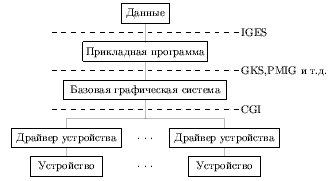 Данные
IGES
Прикладная программа
GKS,PMIG и т.д.
Базовая графическая система
CGI
Драйвер устройства . . . Драйвер устройства
Устройство . . . Устройство